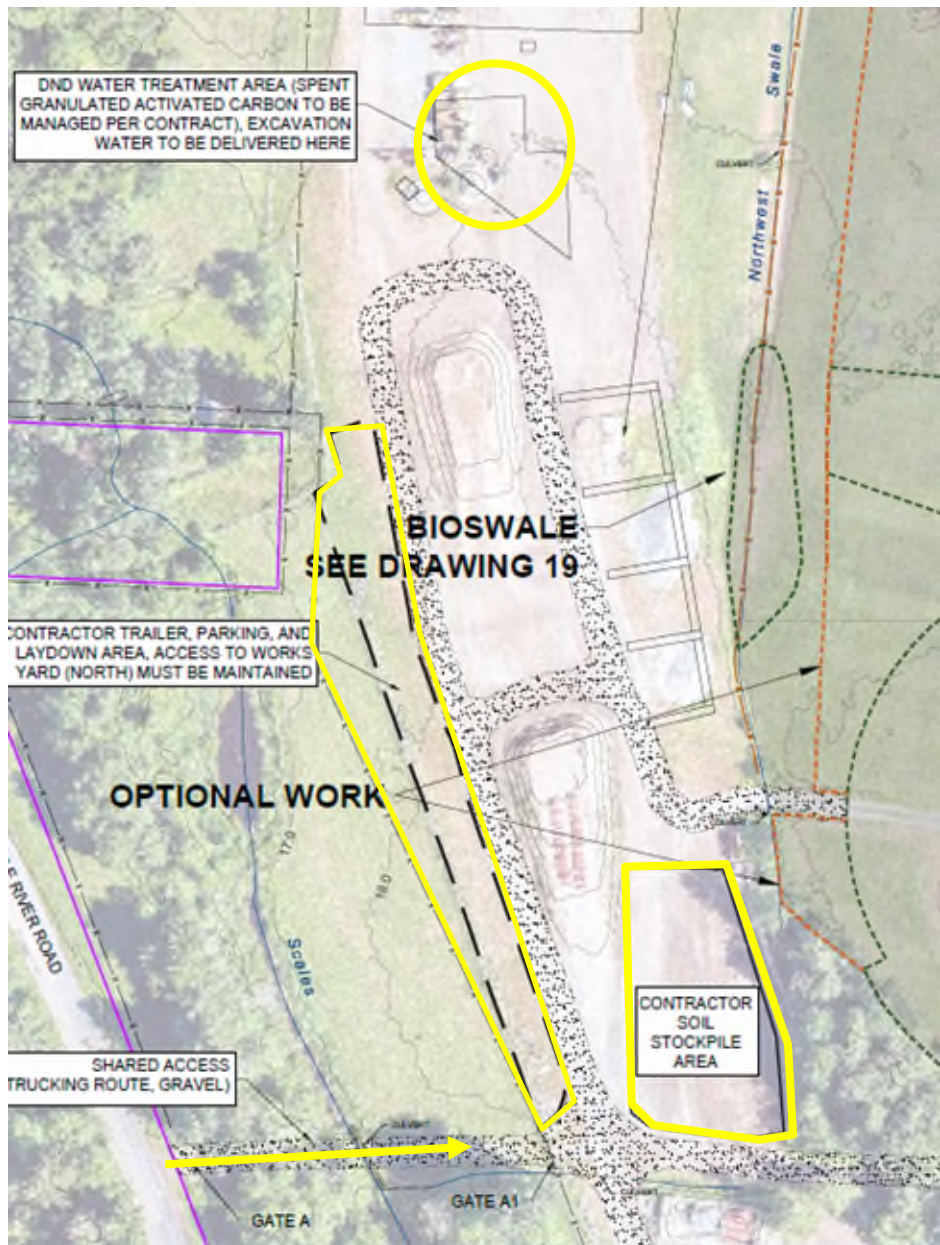 DND WATER TREATMENT AREA (SPENT
GRANULATED ACTIVATED CARBON TO BE
MANAGED PER CONTRACT), EXCAVATION
WATER TO BE DELIVERED HERE
Swale
CULVERT
Northwest
BIOSWALE
SEE DRAWING 19
CONTRACTOR TRAILER, PARKING, AND
LAYDOWN AREA, ACCESS TO WORKS
YARD (NORTH) MUST BE MAINTAINED
OPTIONAL WORK
17.0
18.0
RIVER ROAD
Scales
CONTRACTOR
SOIL
STOCKPILE
AREA
SHARED ACCESS
TRUCKING ROUTE, GRAVEL)
CULVERT
GATE A
GATE A1
CULVERT